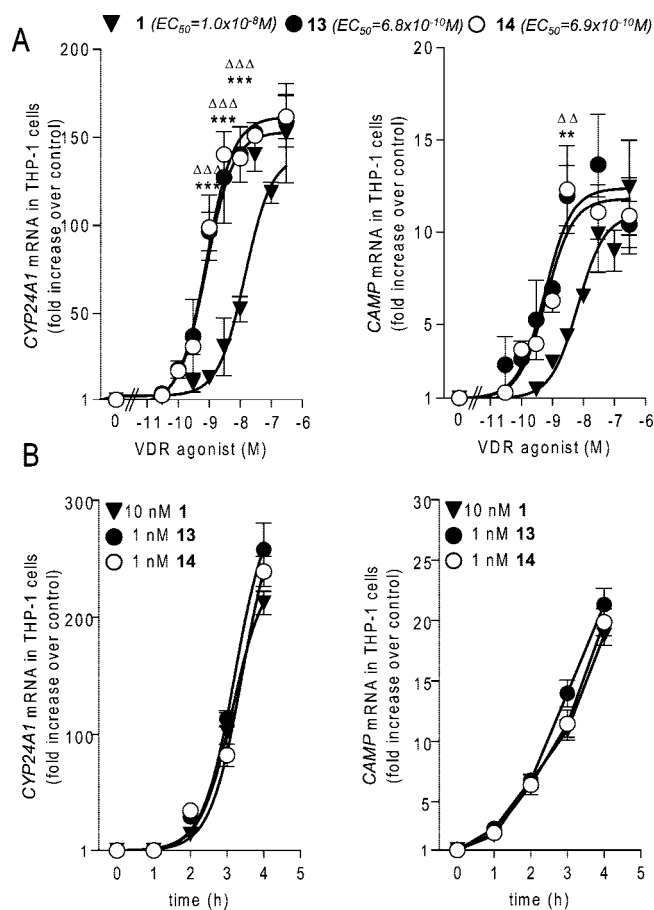 ▼ 1 (EC50=1.0x10-8M) ● 13 (EC50=6.8x10-10M) ○ 14 (EC50=6.9x10-10M)
A
CYP24A1 mRNA in THP-1 cells
(fold increase over control)
200
150
100
50
1
ΔΔΔ
***
ΔΔΔ
***
ΔΔΔ
***
0 -11 -10 -9 -8 -7 -6
VDR agonist (M)
CAMP mRNA in THP-1 cells
(fold increase over control)
20
15
10
5
1
ΔΔ
**
0 -11 -10 -9 -8 -7 -6
VDR agonist (M)
B
CYP24A1 mRNA in THP-1 cells
(fold increase over control)
300
200
100
1
▼ 10 nM 1
● 1 nM 13
○ 1 nM 14
0 1 2 3 4
time (h)
CAMP mRNA in THP-1 cells
(fold increase over control)
30
25
20
15
10
5
1
▼ 10 nM 1
● 1 nM 13
○ 1 nM 14
0 1 2 3 4
time (h)